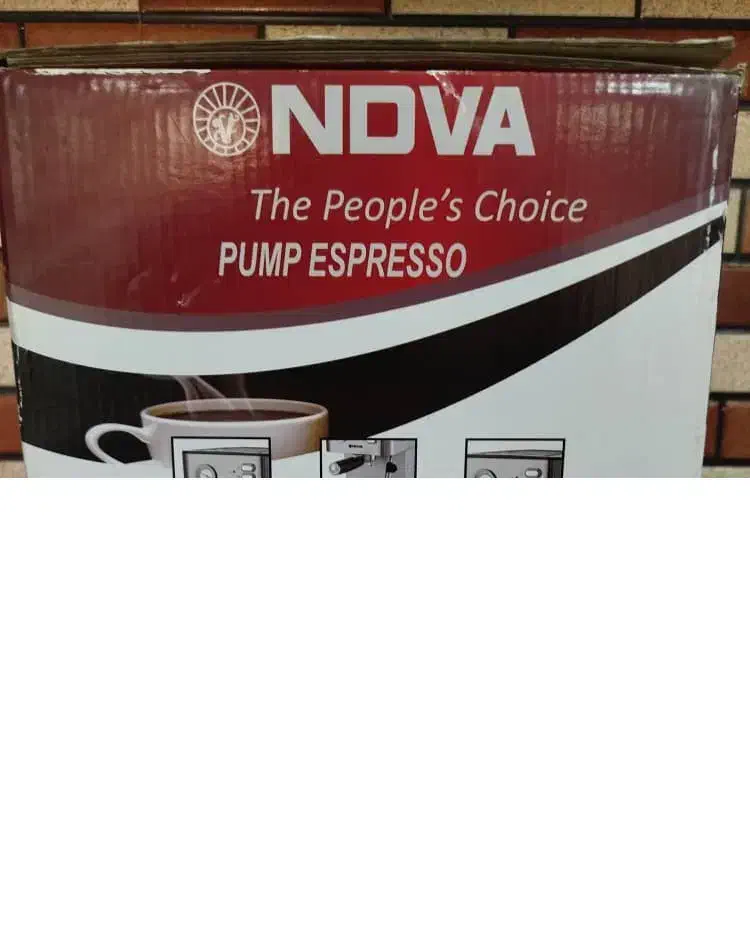 NOVA
The People's Choice
PUMP ESPRESSO